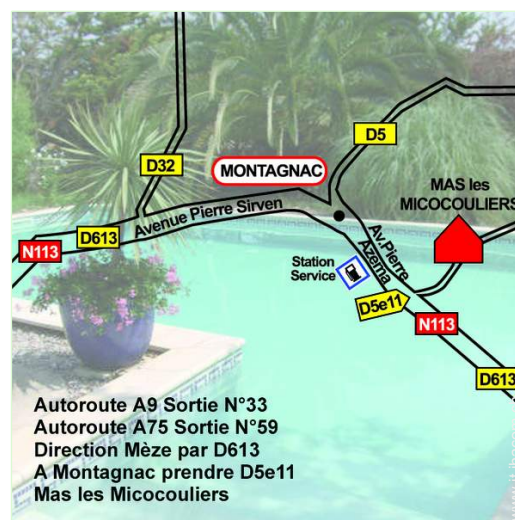 D32
D5
MONTAGNAC
MAS les
MICOCOULIERS
Avenue Pierre Sirven
D613
N113
Av.Pierre
Azema
Station
Service
D5e11
N113
D613
Autoroute A9 Sortie N°33
Autoroute A75 Sortie N°59
Direction Mèze par D613
A Montagnac prendre D5e11
Mas les Micocouliers